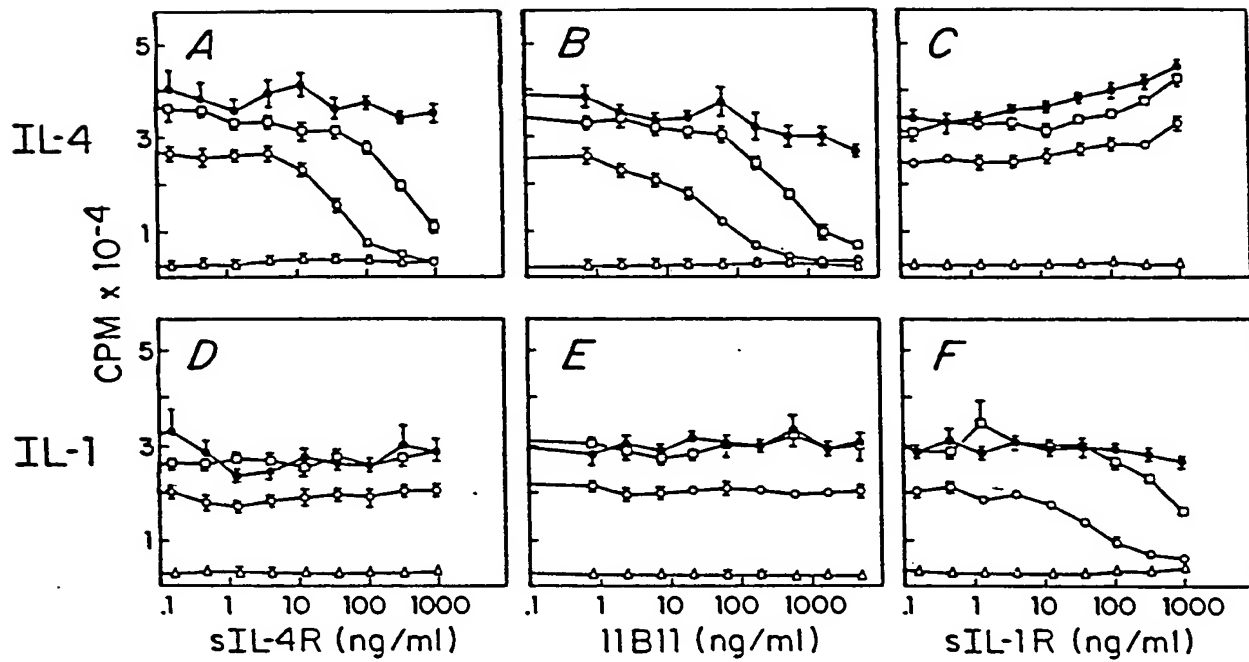 A B C
5
3
1
IL-4
CPM x 10-4
D E F
5
3
1
IL-1
.1 1 10 100 1000 .1 1 10 100 1000 .1 1 10 100 1000
sIL-4R (ng/ml) 11B11 (ng/ml) sIL-1R (ng/ml)